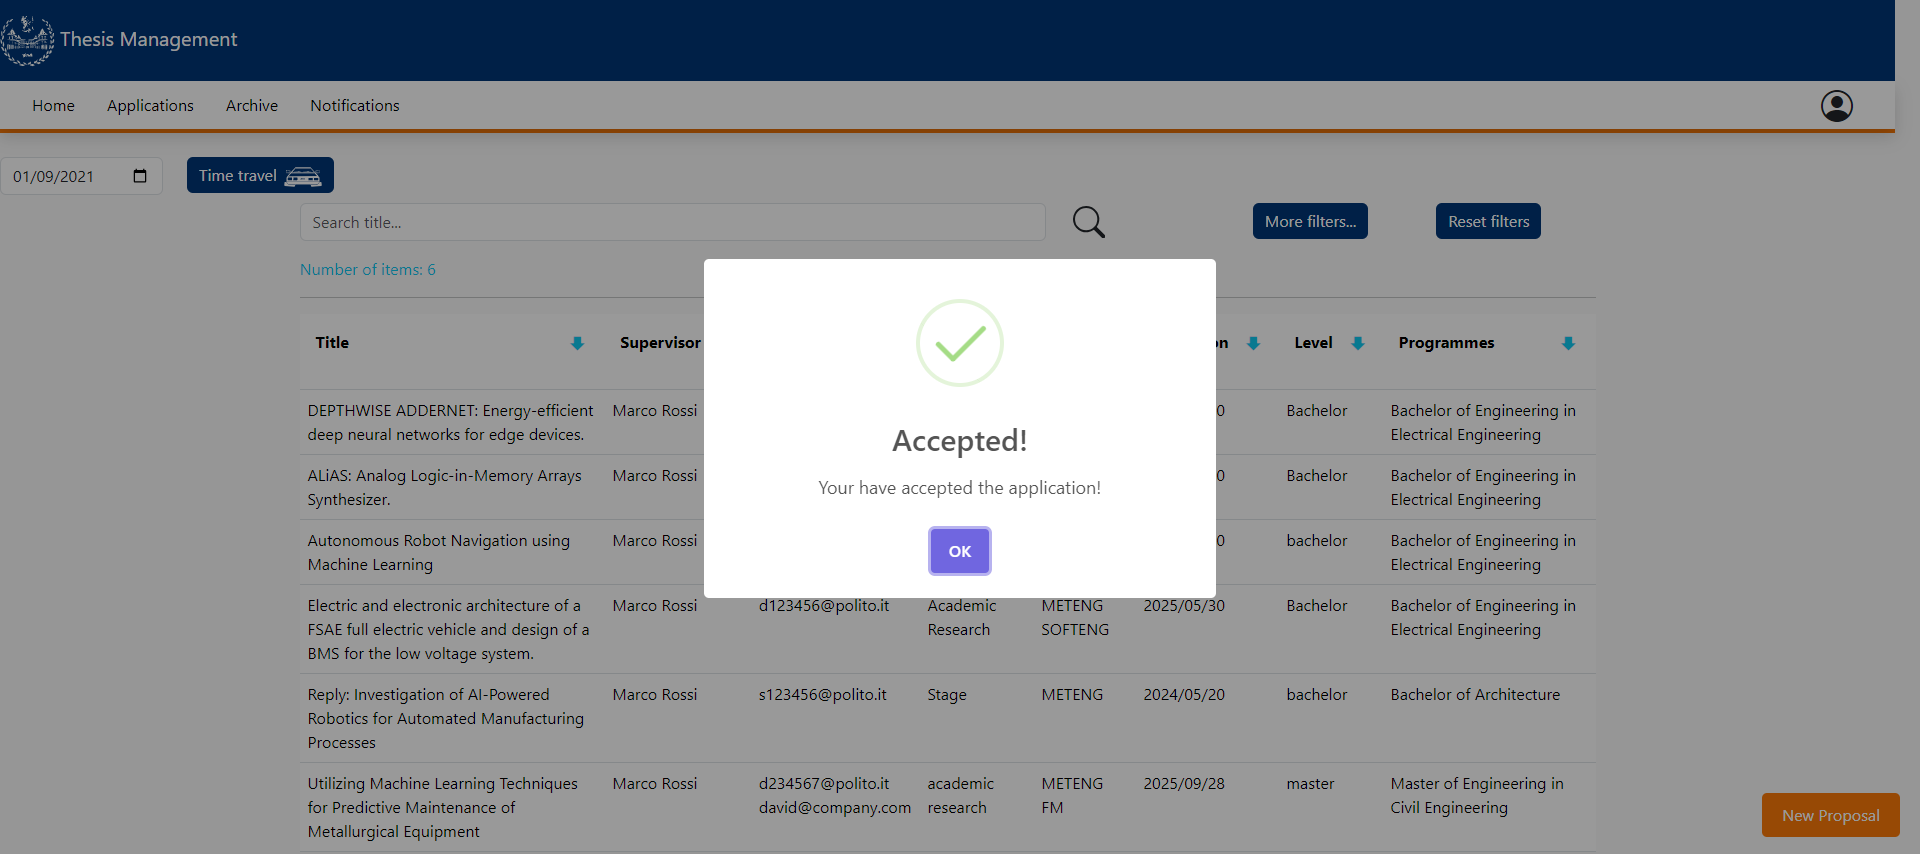 Thesis Management
Home Applications Archive Notifications
01/09/2021 Time travel
Search title... More filters... Reset filters
Number of items: 6
Accepted!
Your have accepted the application!
OK
Title Supervisor on Level Programmes
DEPTHWISE ADDERNET: Energy-efficient Marco Rossi 0 Bachelor Bachelor of Engineering in
deep neural networks for edge devices. Electrical Engineering
ALiAS: Analog Logic-in-Memory Arrays Marco Rossi 0 Bachelor Bachelor of Engineering in
Synthesizer. Electrical Engineering
Autonomous Robot Navigation using Marco Rossi 0 bachelor Bachelor of Engineering in
Machine Learning Electrical Engineering
Electric and electronic architecture of a Marco Rossi d123456@polito.it Academic METENG 2025/05/30 Bachelor Bachelor of Engineering in
FSAE full electric vehicle and design of a Research SOFTENG Electrical Engineering
BMS for the low voltage system.
Reply: Investigation of AI-Powered Marco Rossi s123456@polito.it Stage METENG 2024/05/20 bachelor Bachelor of Architecture
Robotics for Automated Manufacturing
Processes
Utilizing Machine Learning Techniques Marco Rossi d234567@polito.it academic METENG 2025/09/28 master Master of Engineering in
for Predictive Maintenance of david@company.com research FM Civil Engineering
Metallurgical Equipment
New Proposal